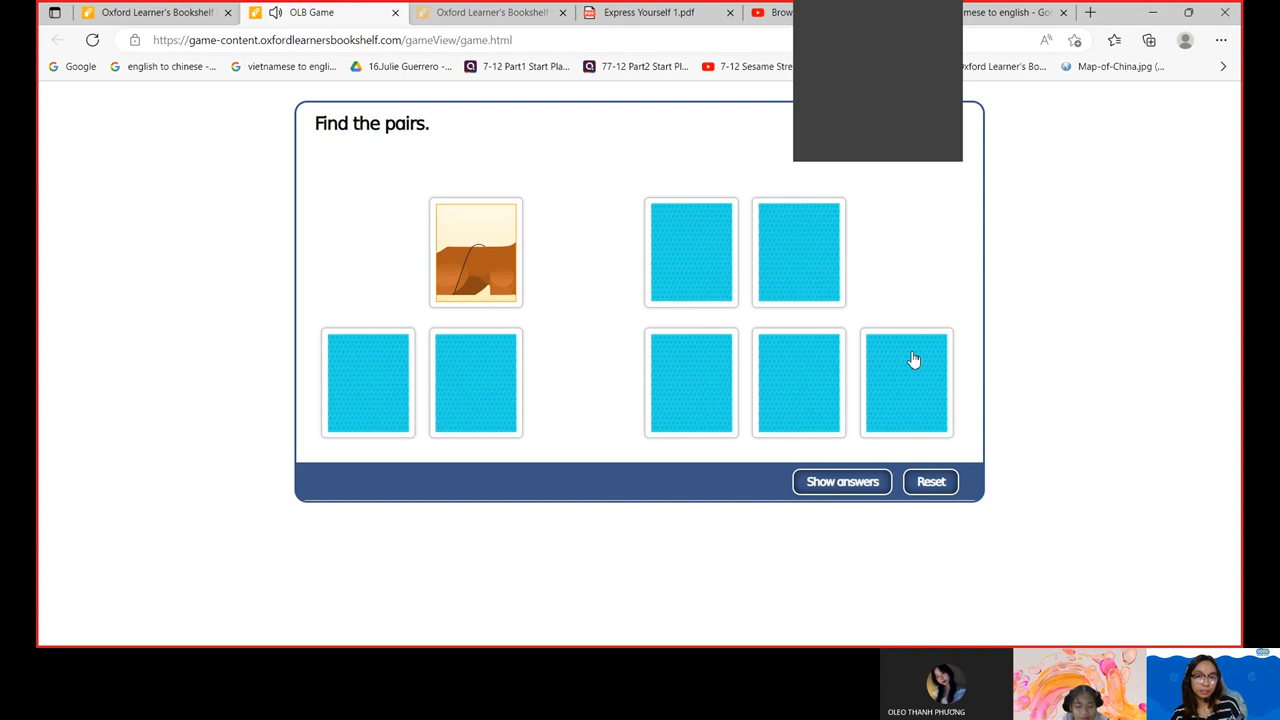 Oxford Learner's Bookshelf
OLB Game
Oxford Learner's Bookshelf
Express Yourself 1.pdf
Brow
mese to english - Go
https://game-content.oxfordlearnersbookshelf.com/gameView/game.html
Google
english to chinese -...
vietnamese to engli...
16.Julie Guerrero -...
7-12 Part1 Start Pla...
77-12 Part2 Start Pl...
7-12 Sesame Stre
xford Learner's Bo...
Map-of-China.jpg (...
Find the pairs.
Show answers
Reset
OLEO THANH PHƯƠNG